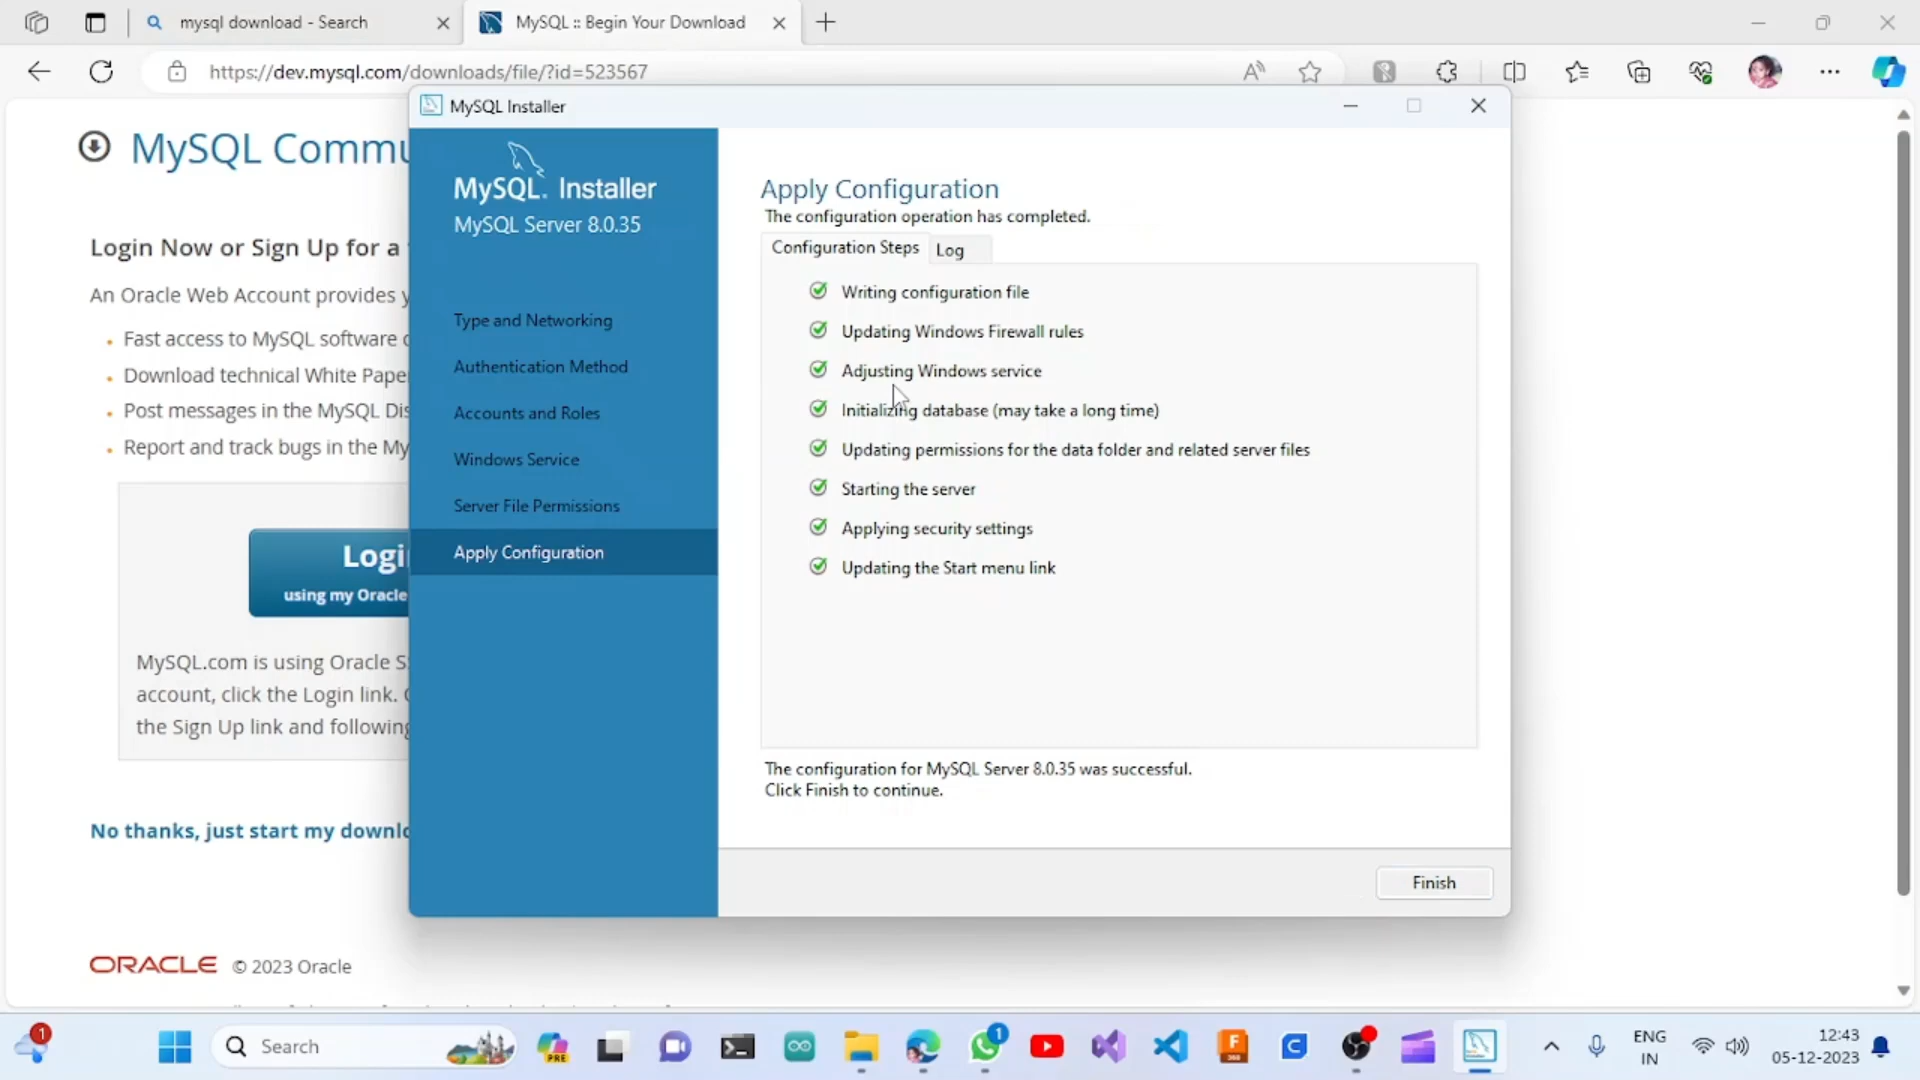 mysql download - Search
MySQL :: Begin Your Download
https://dev.mysql.com/downloads/file/?id=523567
MySQL Commu
Login Now or Sign Up for a
An Oracle Web Account provides
Fast access to MySQL software
Download technical White Paper
Post messages in the MySQL Dis
Report and track bugs in the My
Login
using my Oracle
MySQL.com is using Oracle S
account, click the Login link.
the Sign Up link and following
No thanks, just start my downlo
ORACLE © 2023 Oracle
MySQL Installer
MySQL. Installer
MySQL Server 8.0.35
Type and Networking
Authentication Method
Accounts and Roles
Windows Service
Server File Permissions
Apply Configuration
Apply Configuration
The configuration operation has completed.
Configuration Steps
Log
Writing configuration file
Updating Windows Firewall rules
Adjusting Windows service
Initializing database (may take a long time)
Updating permissions for the data folder and related server files
Starting the server
Applying security settings
Updating the Start menu link
The configuration for MySQL Server 8.0.35 was successful.
Click Finish to continue.
Finish
1
Search
PRE
1
ENG
IN
12:43
05-12-2023